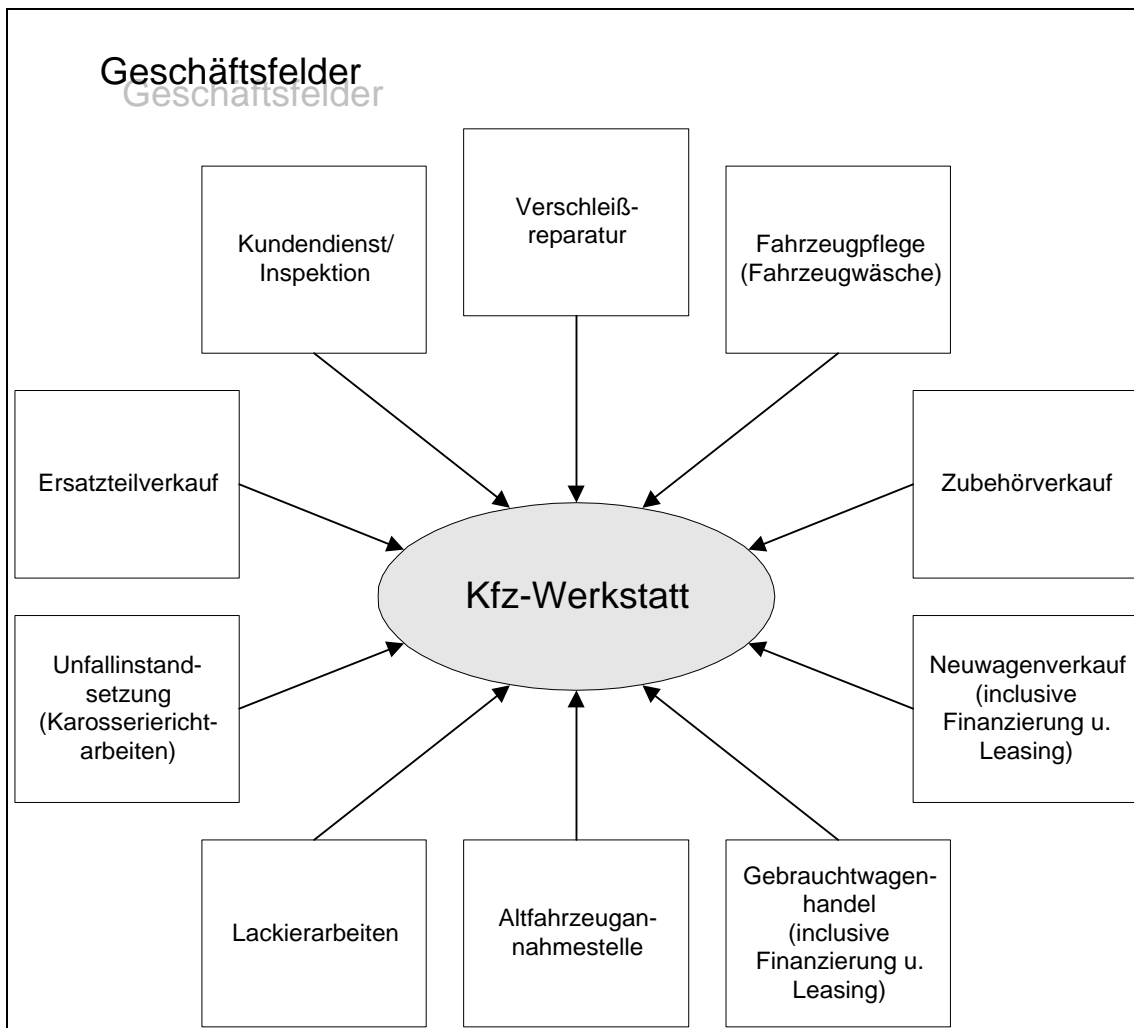 Geschäftsfelder
Geschäftsfelder
Verschleiß-
reparatur
Kundendienst/
Inspektion
Fahrzeugpflege
(Fahrzeugwäsche)
Ersatzteilverkauf
Zubehörverkauf
Kfz-Werkstatt
Unfallinstand-
setzung
(Karosseriericht-
arbeiten)
Neuwagenverkauf
(inclusive
Finanzierung u.
Leasing)
Lackierarbeiten
Altfahrzeugan-
nahmestelle
Gebrauchtwagen-
handel
(inclusive
Finanzierung u.
Leasing)